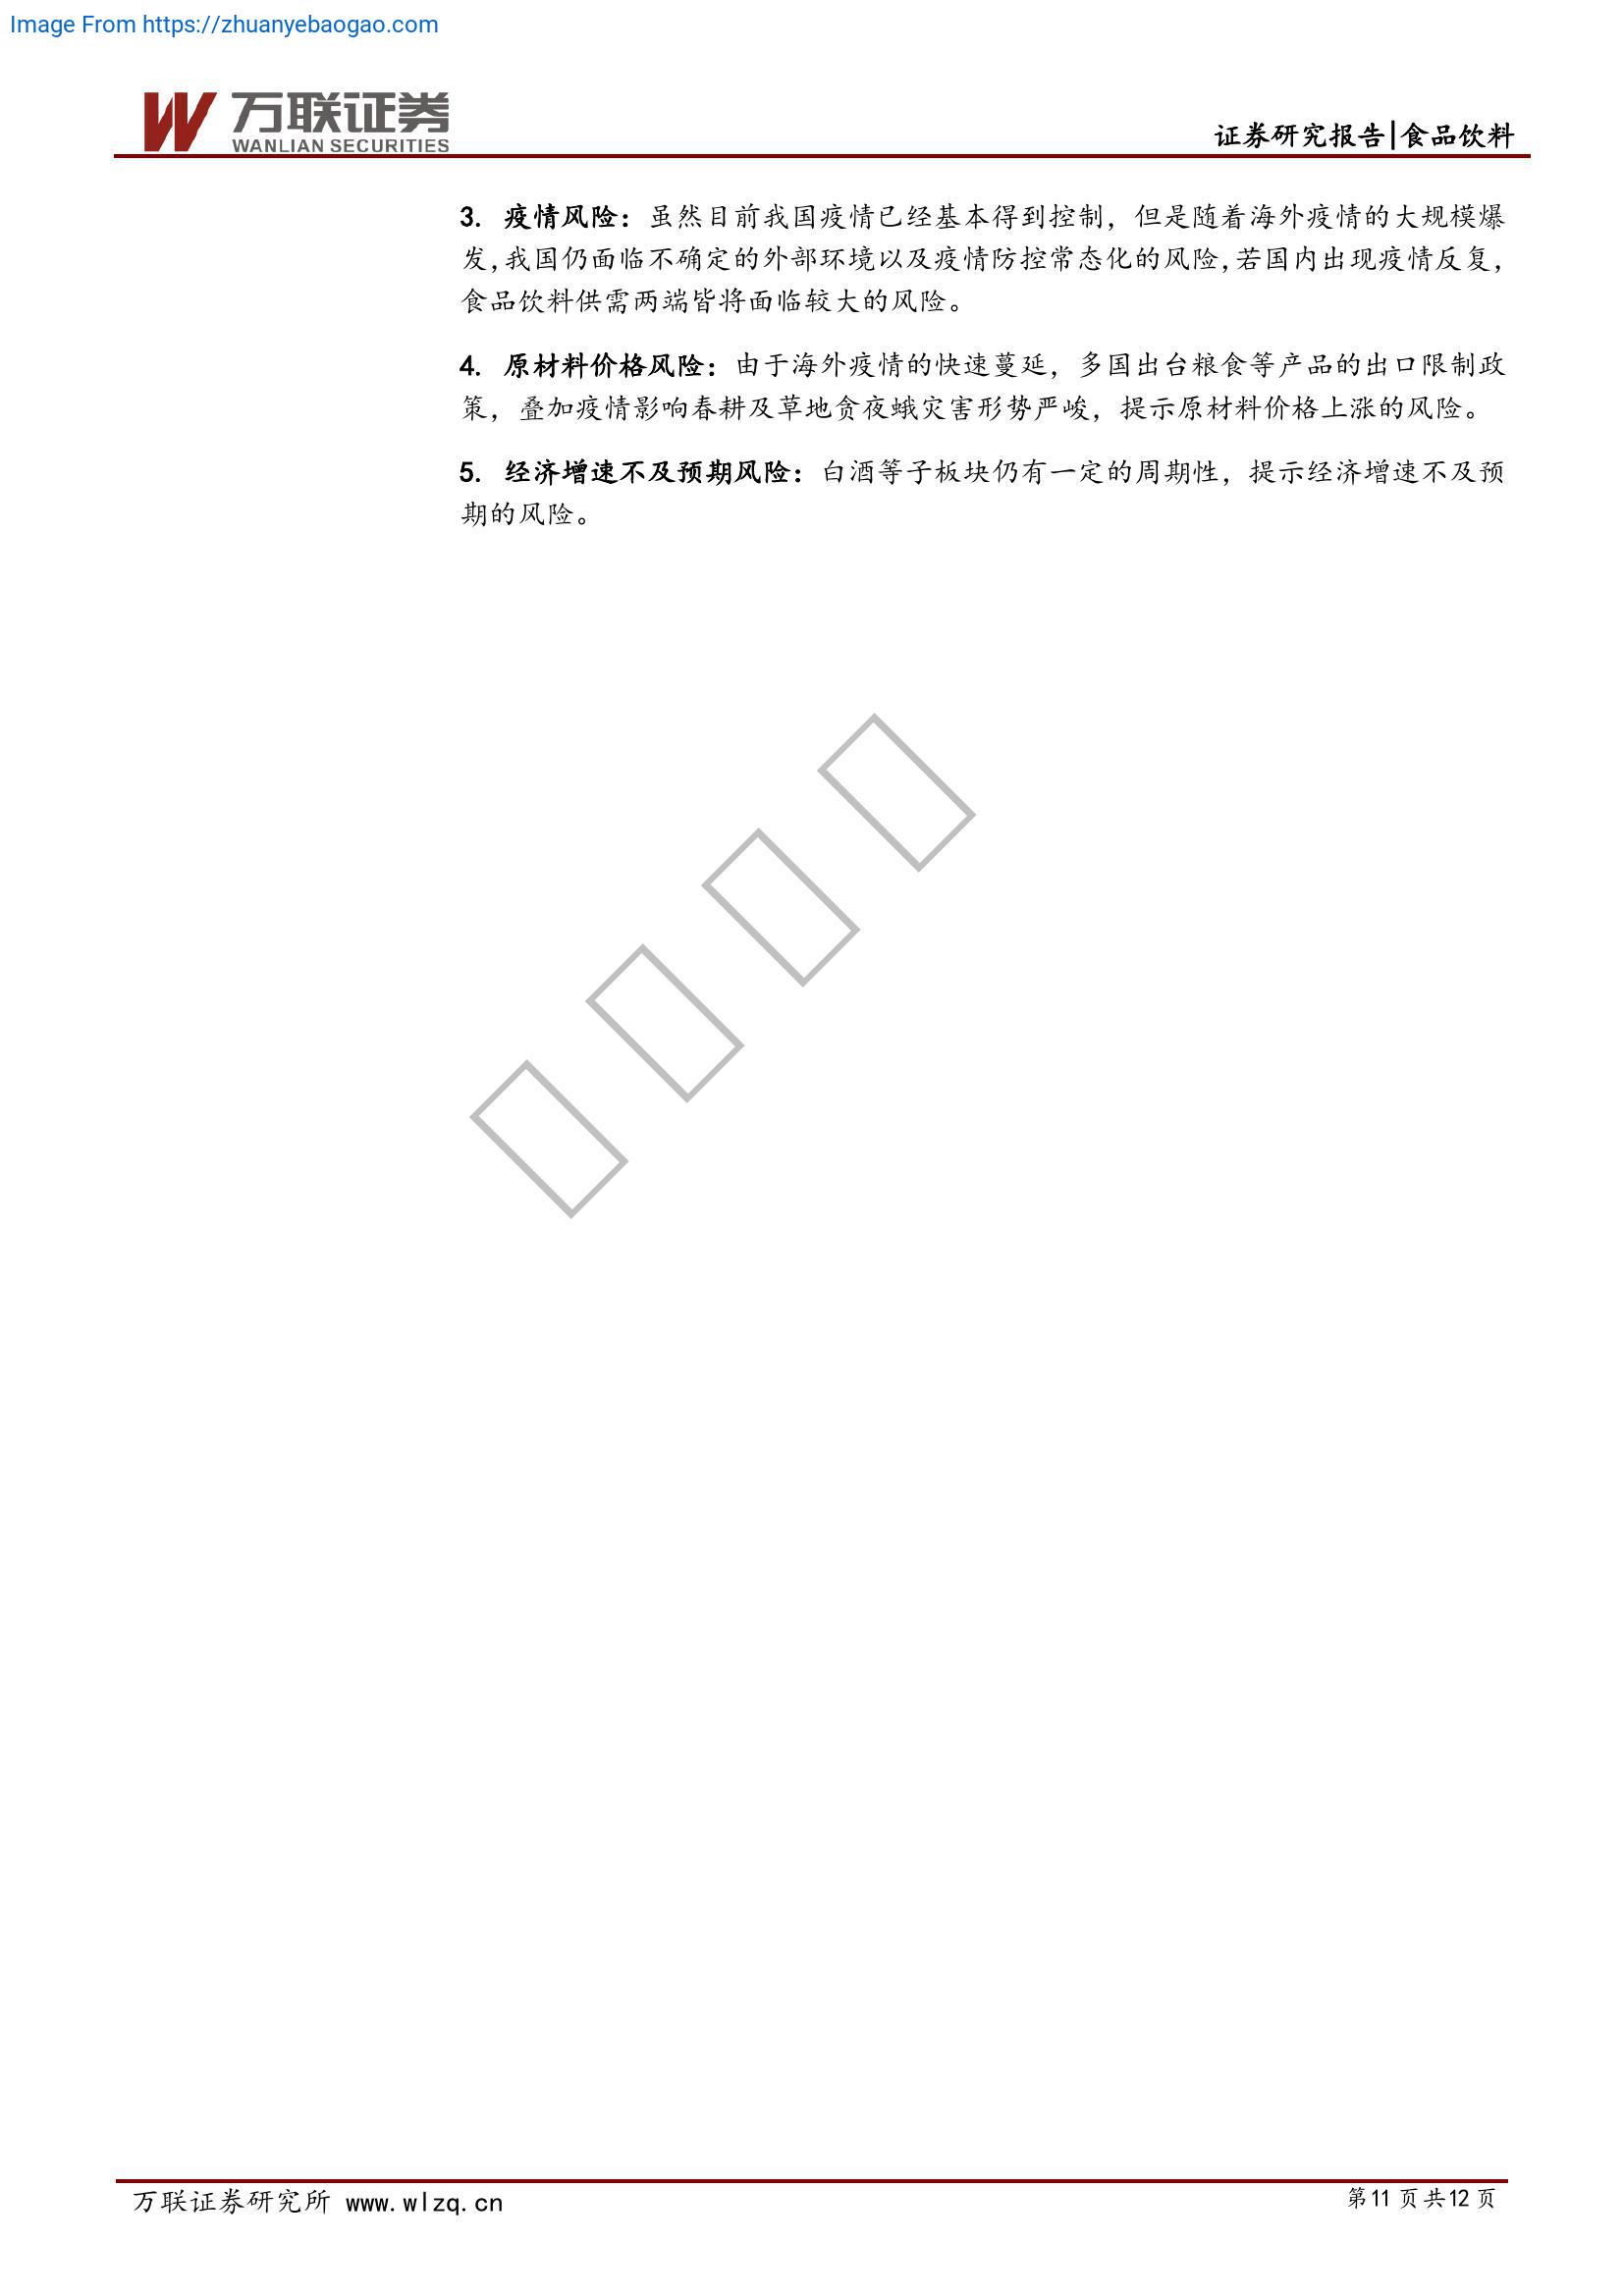 Image From https://zhuanyebaogao.com
万联证券
WANLIAN SECURITIES
证券研究报告|食品饮料
3. 疫情风险：虽然目前我国疫情已经基本得到控制，但是随着海外疫情的大规模爆
发，我国仍面临不确定的外部环境以及疫情防控常态化的风险，若国内出现疫情反复，
食品饮料供需两端皆将面临较大的风险。
4. 原材料价格风险：由于海外疫情的快速蔓延，多国出台粮食等产品的出口限制政
策，叠加疫情影响春耕及草地贪夜蛾灾害形势严峻，提示原材料价格上涨的风险。
5. 经济增速不及预期风险：白酒等子板块仍有一定的周期性，提示经济增速不及预
期的风险。
万联证券研究所 www.wlzq.cn
第11 页共12 页